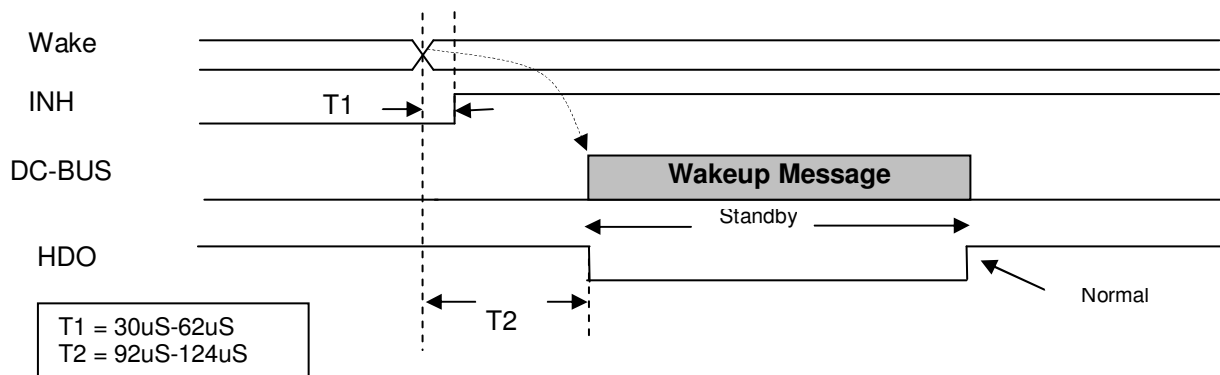 Wake
INH
T1
DC-BUS
Wakeup Message
Standby
HDO
Normal
T2
T1 = 30uS-62uS
T2 = 92uS-124uS